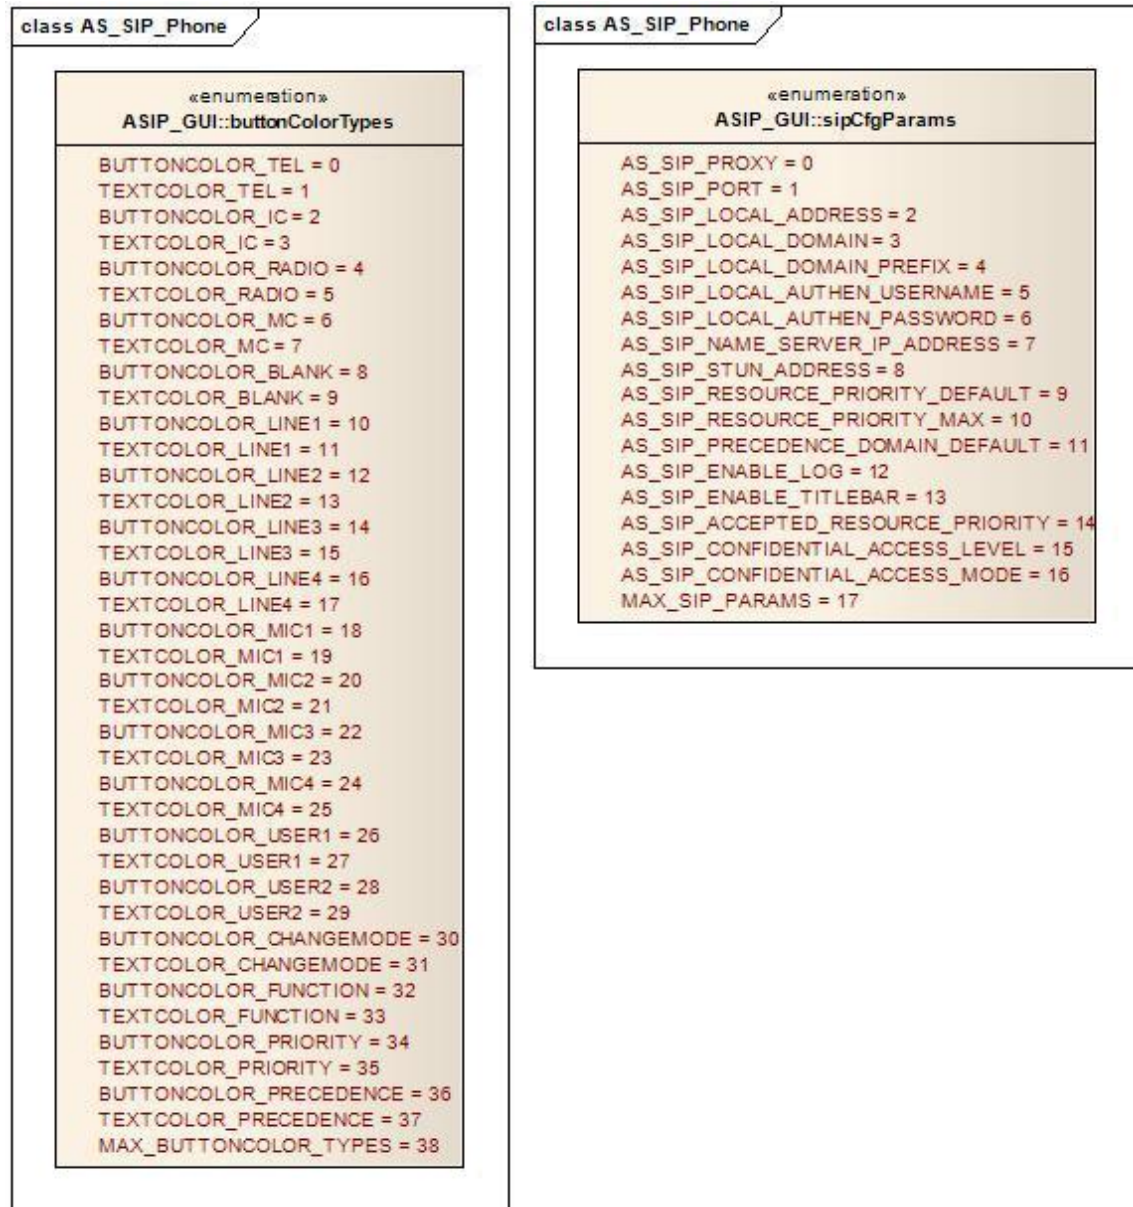 class AS_SIP_Phone
«enumeration»
ASIP_GUI::buttonColorTypes
BUTTONCOLOR_TEL = 0
TEXTCOLOR_TEL = 1
BUTTONCOLOR_IC = 2
TEXTCOLOR_IC = 3
BUTTONCOLOR_RADIO = 4
TEXTCOLOR_RADIO = 5
BUTTONCOLOR_MC = 6
TEXTCOLOR_MC = 7
BUTTONCOLOR_BLANK = 8
TEXTCOLOR_BLANK = 9
BUTTONCOLOR_LINE1 = 10
TEXTCOLOR_LINE1 = 11
BUTTONCOLOR_LINE2 = 12
TEXTCOLOR_LINE2 = 13
BUTTONCOLOR_LINE3 = 14
TEXTCOLOR_LINE3 = 15
BUTTONCOLOR_LINE4 = 16
TEXTCOLOR_LINE4 = 17
BUTTONCOLOR_MIC1 = 18
TEXTCOLOR_MIC1 = 19
BUTTONCOLOR_MIC2 = 20
TEXTCOLOR_MIC2 = 21
BUTTONCOLOR_MIC3 = 22
TEXTCOLOR_MIC3 = 23
BUTTONCOLOR_MIC4 = 24
TEXTCOLOR_MIC4 = 25
BUTTONCOLOR_USER1 = 26
TEXTCOLOR_USER1 = 27
BUTTONCOLOR_USER2 = 28
TEXTCOLOR_USER2 = 29
BUTTONCOLOR_CHANGEMODE = 30
TEXTCOLOR_CHANGEMODE = 31
BUTTONCOLOR_FUNCTION = 32
TEXTCOLOR_FUNCTION = 33
BUTTONCOLOR_PRIORITY = 34
TEXTCOLOR_PRIORITY = 35
BUTTONCOLOR_PRECEDENCE = 36
TEXTCOLOR_PRECEDENCE = 37
MAX_BUTTONCOLOR_TYPES = 38
class AS_SIP_Phone
«enumeration»
ASIP_GUI::sipCfgParams
AS_SIP_PROXY = 0
AS_SIP_PORT = 1
AS_SIP_LOCAL_ADDRESS = 2
AS_SIP_LOCAL_DOMAIN = 3
AS_SIP_LOCAL_DOMAIN_PREFIX = 4
AS_SIP_LOCAL_AUTHEN_USERNAME = 5
AS_SIP_LOCAL_AUTHEN_PASSWORD = 6
AS_SIP_NAME_SERVER_IP_ADDRESS = 7
AS_SIP_STUN_ADDRESS = 8
AS_SIP_RESOURCE_PRIORITY_DEFAULT = 9
AS_SIP_RESOURCE_PRIORITY_MAX = 10
AS_SIP_PRECEDENCE_DOMAIN_DEFAULT = 11
AS_SIP_ENABLE_LOG = 12
AS_SIP_ENABLE_TITLEBAR = 13
AS_SIP_ACCEPTED_RESOURCE_PRIORITY = 14
AS_SIP_CONFIDENTIAL_ACCESS_LEVEL = 15
AS_SIP_CONFIDENTIAL_ACCESS_MODE = 16
MAX_SIP_PARAMS = 17